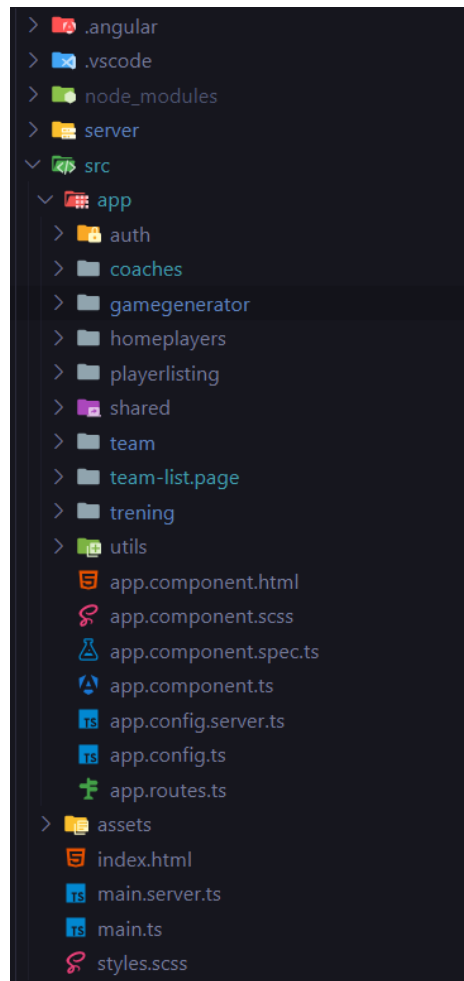 .angular
.vscode
node_modules
server
src
app
auth
coaches
gamegenerator
homeplayers
playerlisting
shared
team
team-list.page
trening
utils
app.component.html
app.component.scss
app.component.spec.ts
app.component.ts
app.config.server.ts
app.config.ts
app.routes.ts
assets
index.html
main.server.ts
main.ts
styles.scss